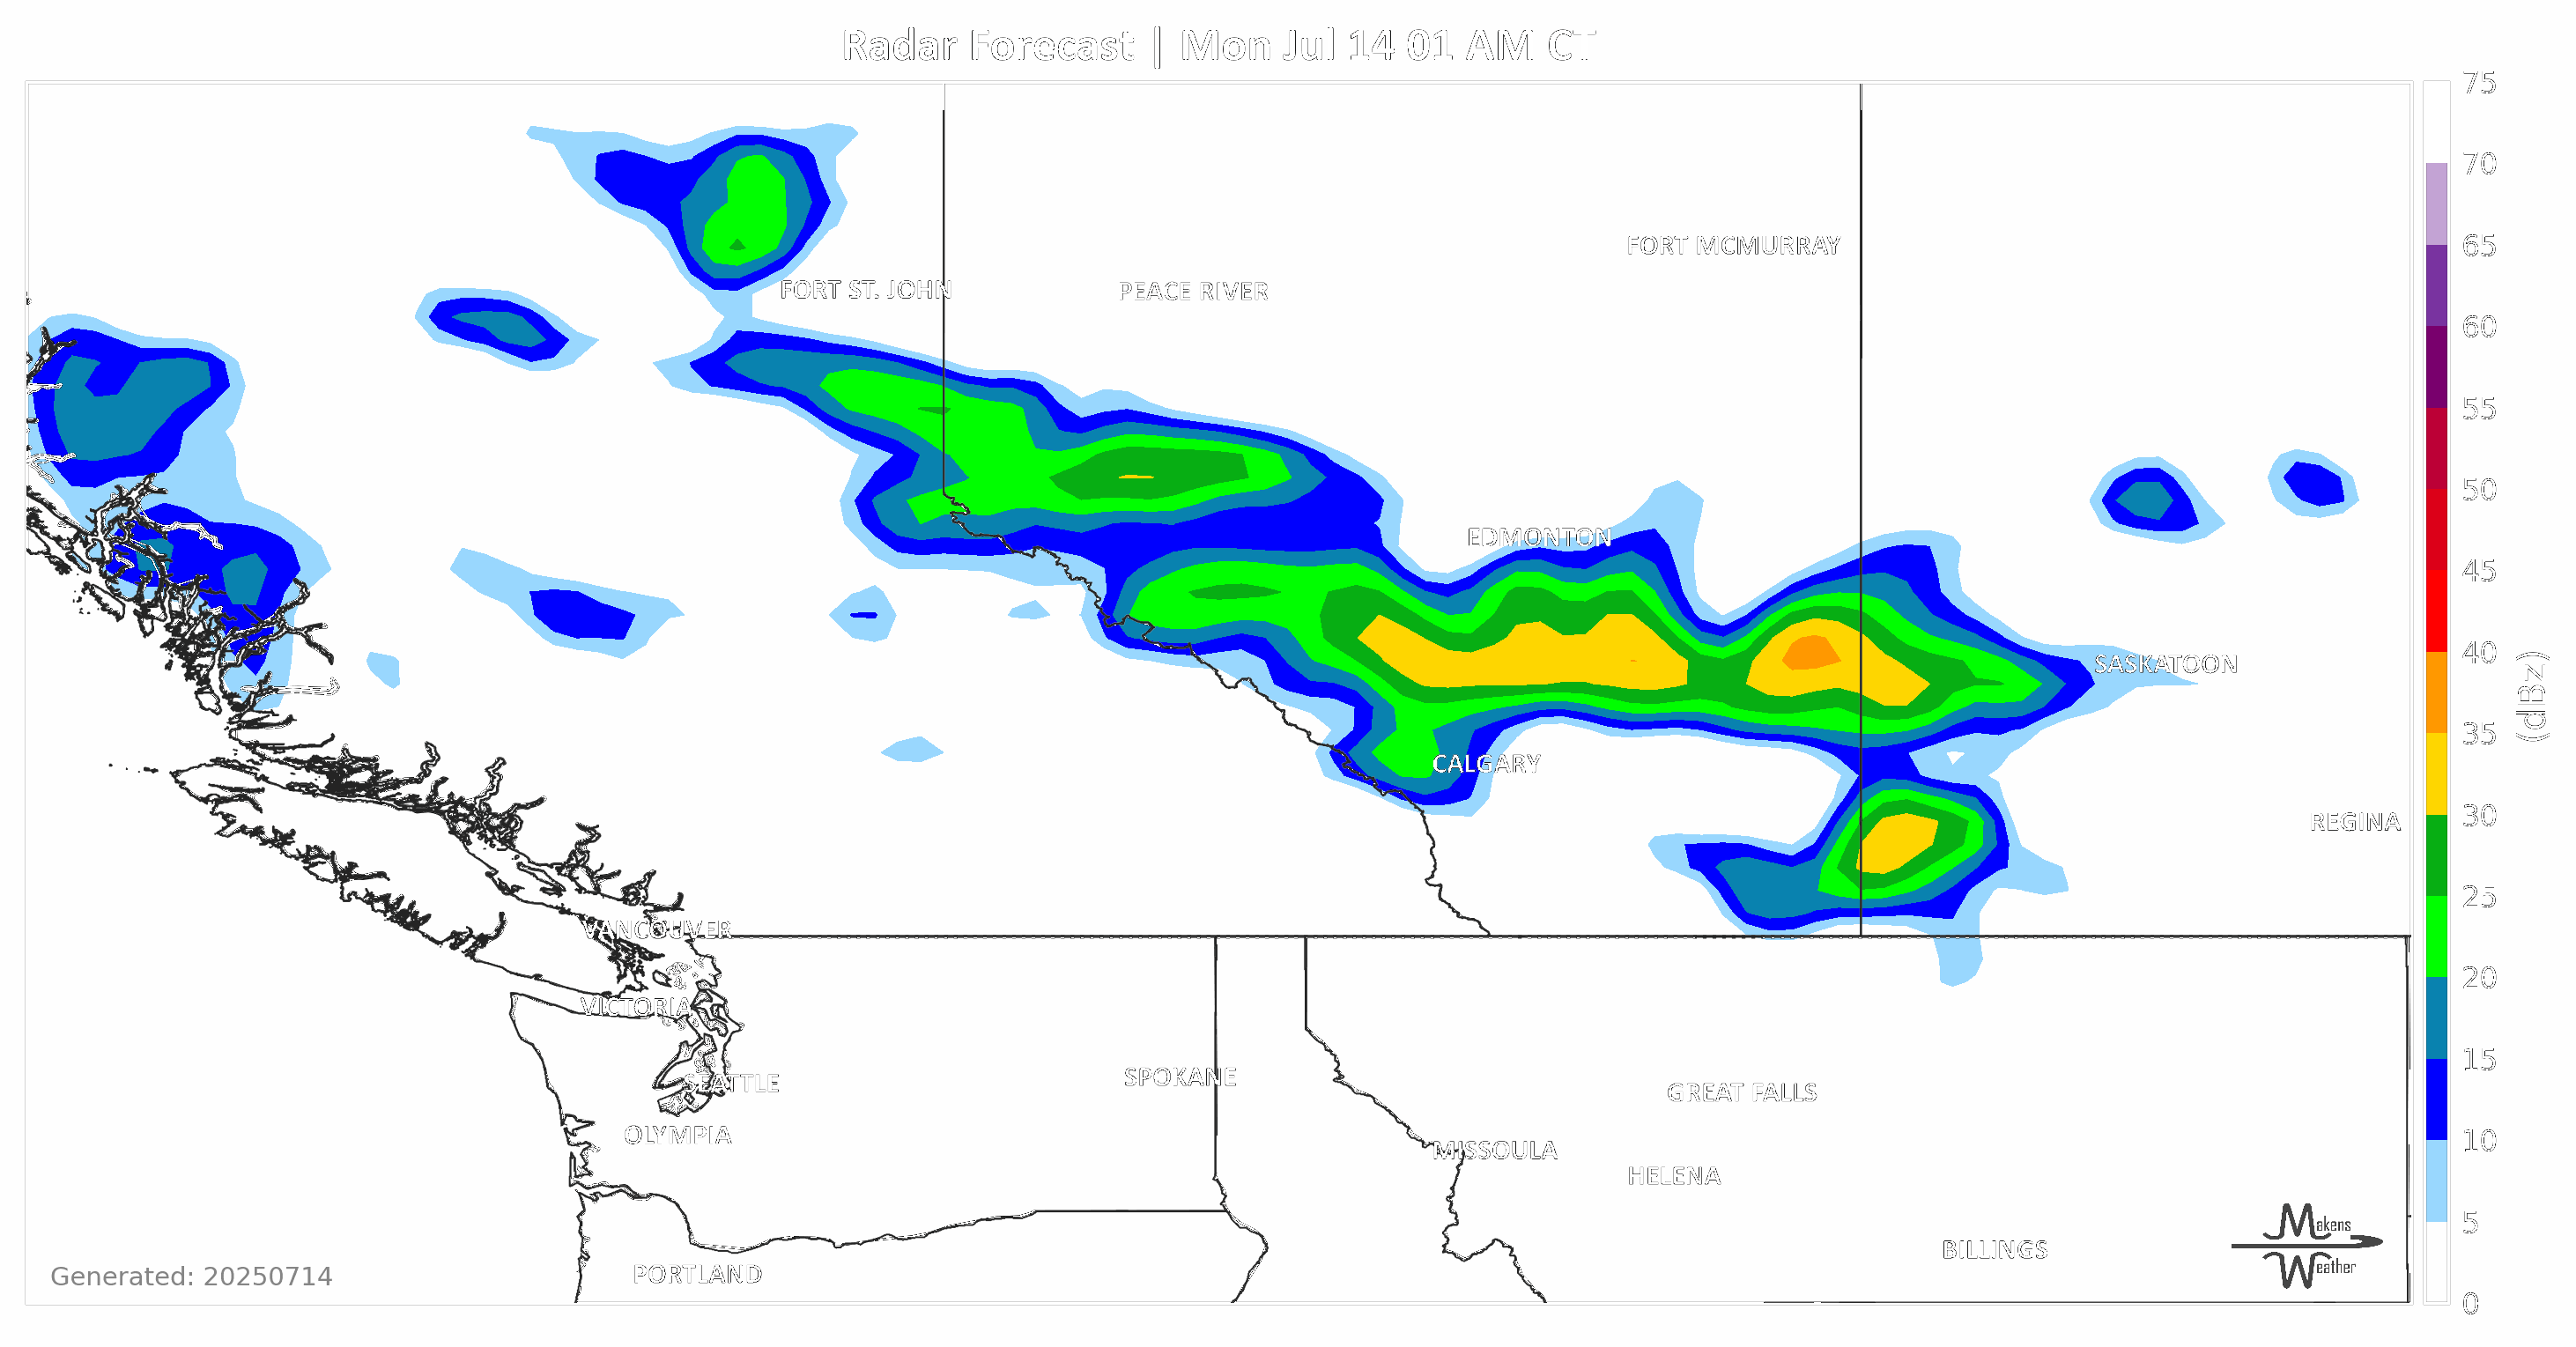 Radar Forecast | Mon Jul 14 01 AM CT
75
70
65
60
55
50
45
40
35
30
25
20
15
10
5
0
(dBz)
FORT MCMURRAY
FORT ST. JOHN
PEACE RIVER
EDMONTON
SASKATOON
CALGARY
REGINA
VANCOUVER
VICTORIA
SEATTLE
SPOKANE
GREAT FALLS
OLYMPIA
MISSOULA
HELENA
BILLINGS
PORTLAND
Generated: 20250714
Makens
Weather